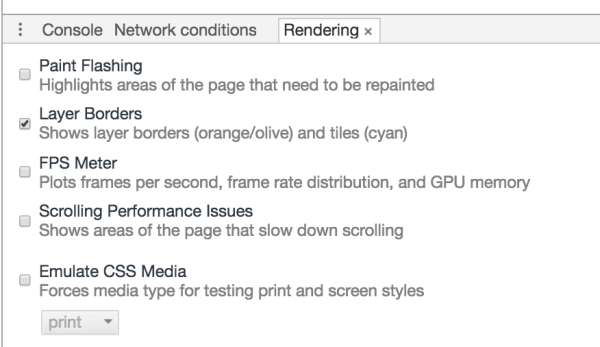 Console Network conditions Rendering ×
Paint Flashing
Highlights areas of the page that need to be repainted
Layer Borders
Shows layer borders (orange/olive) and tiles (cyan)
FPS Meter
Plots frames per second, frame rate distribution, and GPU memory
Scrolling Performance Issues
Shows areas of the page that slow down scrolling
Emulate CSS Media
Forces media type for testing print and screen styles
print